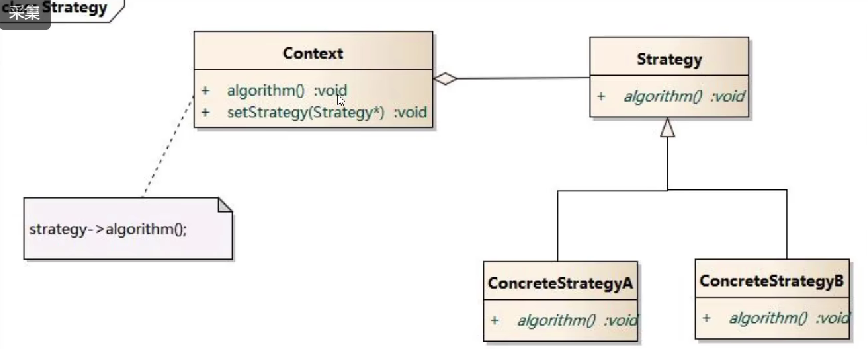 采集
Strategy
Context
+ algorithm() :void
+ setStrategy(Strategy*) :void
Strategy
+ algorithm() :void
strategy->algorithm();
ConcreteStrategyA
+ algorithm() :void
ConcreteStrategyB
+ algorithm() :void